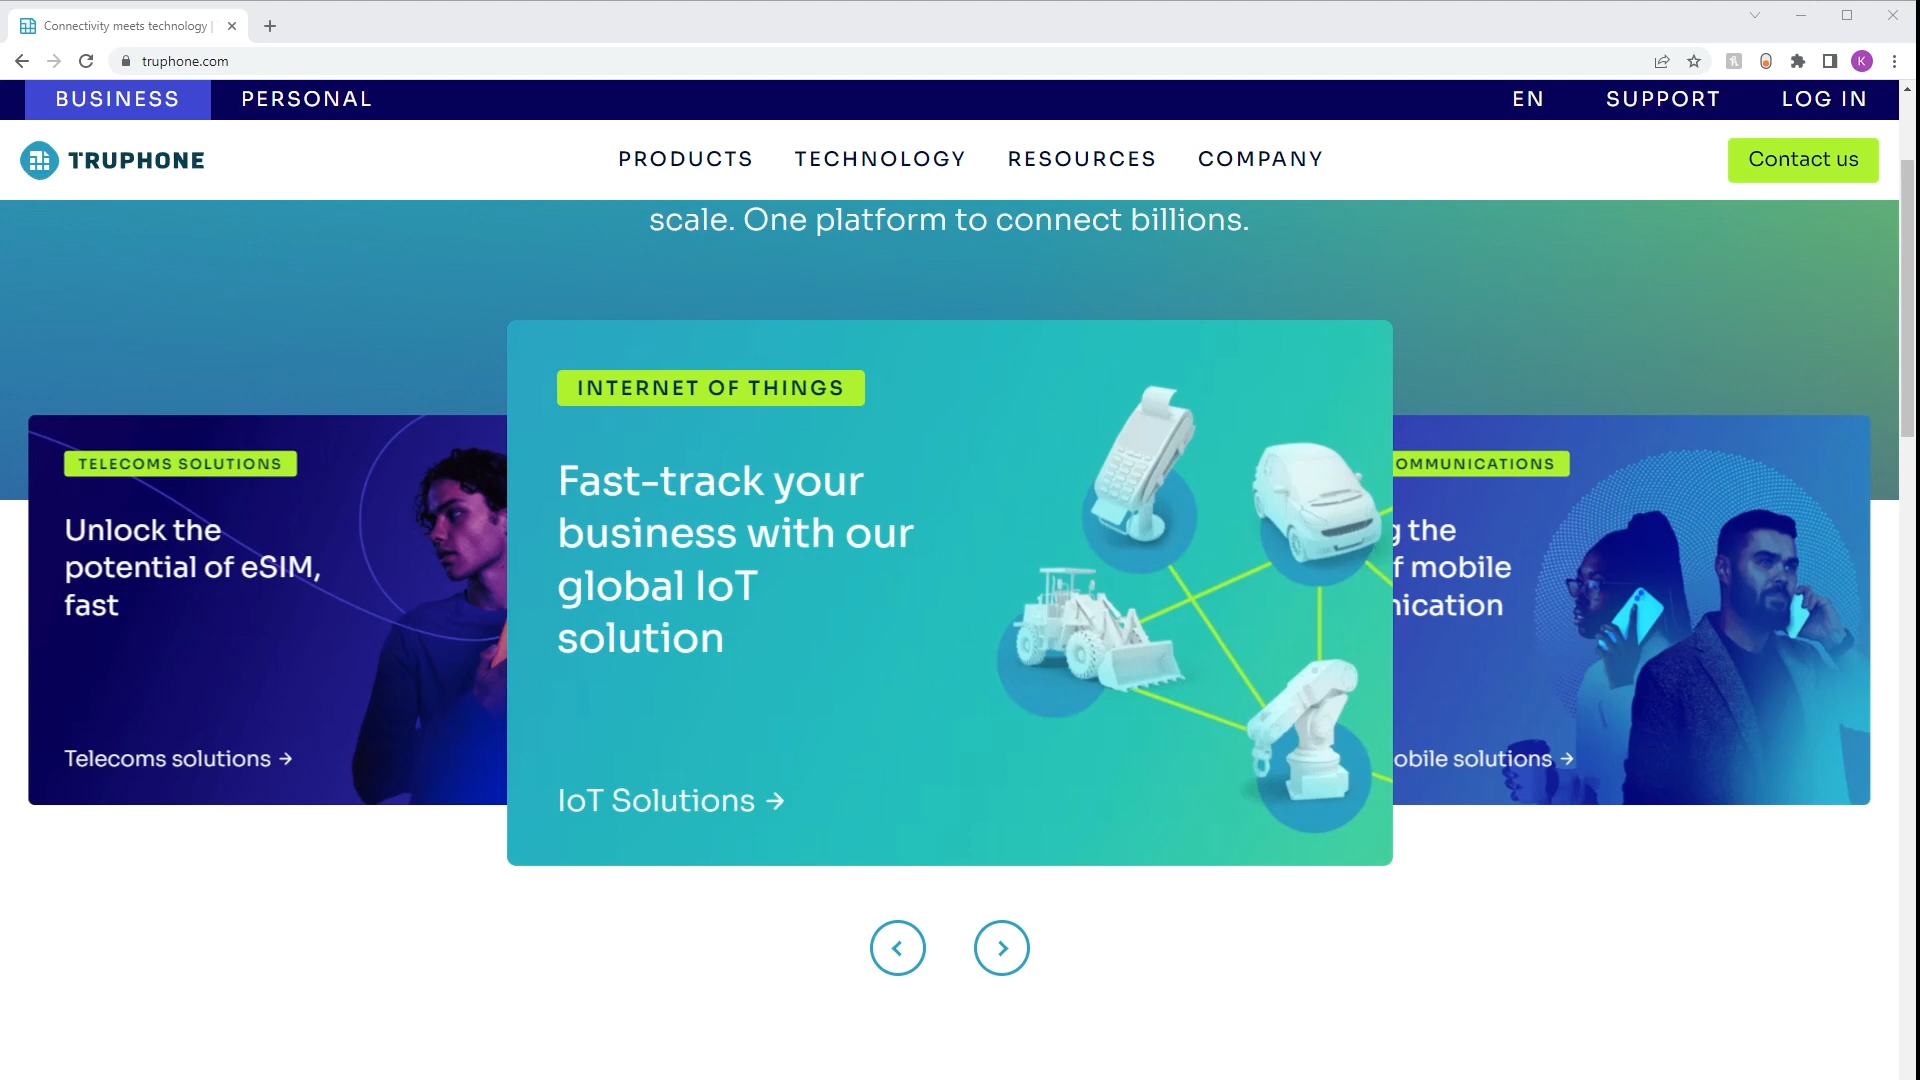 Connectivity meets technology |
truphone.com
K
BUSINESS
PERSONAL
EN
SUPPORT
LOG IN
TRUPHONE
PRODUCTS
TECHNOLOGY
RESOURCES
COMPANY
Contact us
scale. One platform to connect billions.
TELECOMS SOLUTIONS
Unlock the
potential of eSIM,
fast
Telecoms solutions →
INTERNET OF THINGS
Fast-track your
business with our
global IoT
solution
IoT Solutions →
OMMUNICATIONS
g the
f mobile
ication
obile solutions →